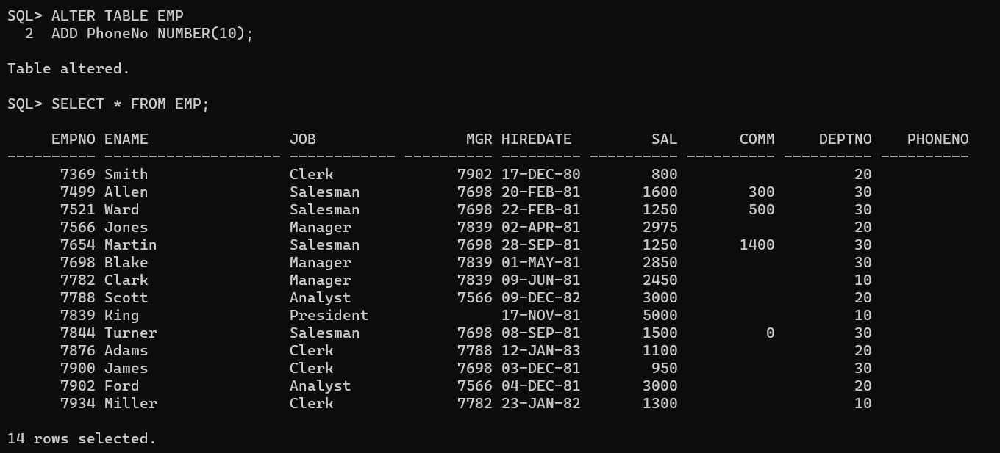 SQL> ALTER TABLE EMP
  2  ADD PhoneNo NUMBER(10);
Table altered.
SQL> SELECT * FROM EMP;
     EMPNO ENAME                JOB                 MGR HIREDATE         SAL       COMM     DEPTNO    PHONENO
---------- -------------------- ------------ ---------- --------- ---------- ---------- ---------- ----------
      7369 Smith                Clerk              7902 17-DEC-80        800                    20
      7499 Allen                Salesman           7698 20-FEB-81       1600        300         30
      7521 Ward                 Salesman           7698 22-FEB-81       1250        500         30
      7566 Jones                Manager            7839 02-APR-81       2975                    20
      7654 Martin               Salesman           7698 28-SEP-81       1250       1400         30
      7698 Blake                Manager            7839 01-MAY-81       2850                    30
      7782 Clark                Manager            7839 09-JUN-81       2450                    10
      7788 Scott                Analyst            7566 09-DEC-82       3000                    20
      7839 King                 President               17-NOV-81       5000                    10
      7844 Turner               Salesman           7698 08-SEP-81       1500          0         30
      7876 Adams                Clerk              7788 12-JAN-83       1100                    20
      7900 James                Clerk              7698 03-DEC-81        950                    30
      7902 Ford                 Analyst            7566 04-DEC-81       3000                    20
      7934 Miller               Clerk              7782 23-JAN-82       1300                    10
14 rows selected.